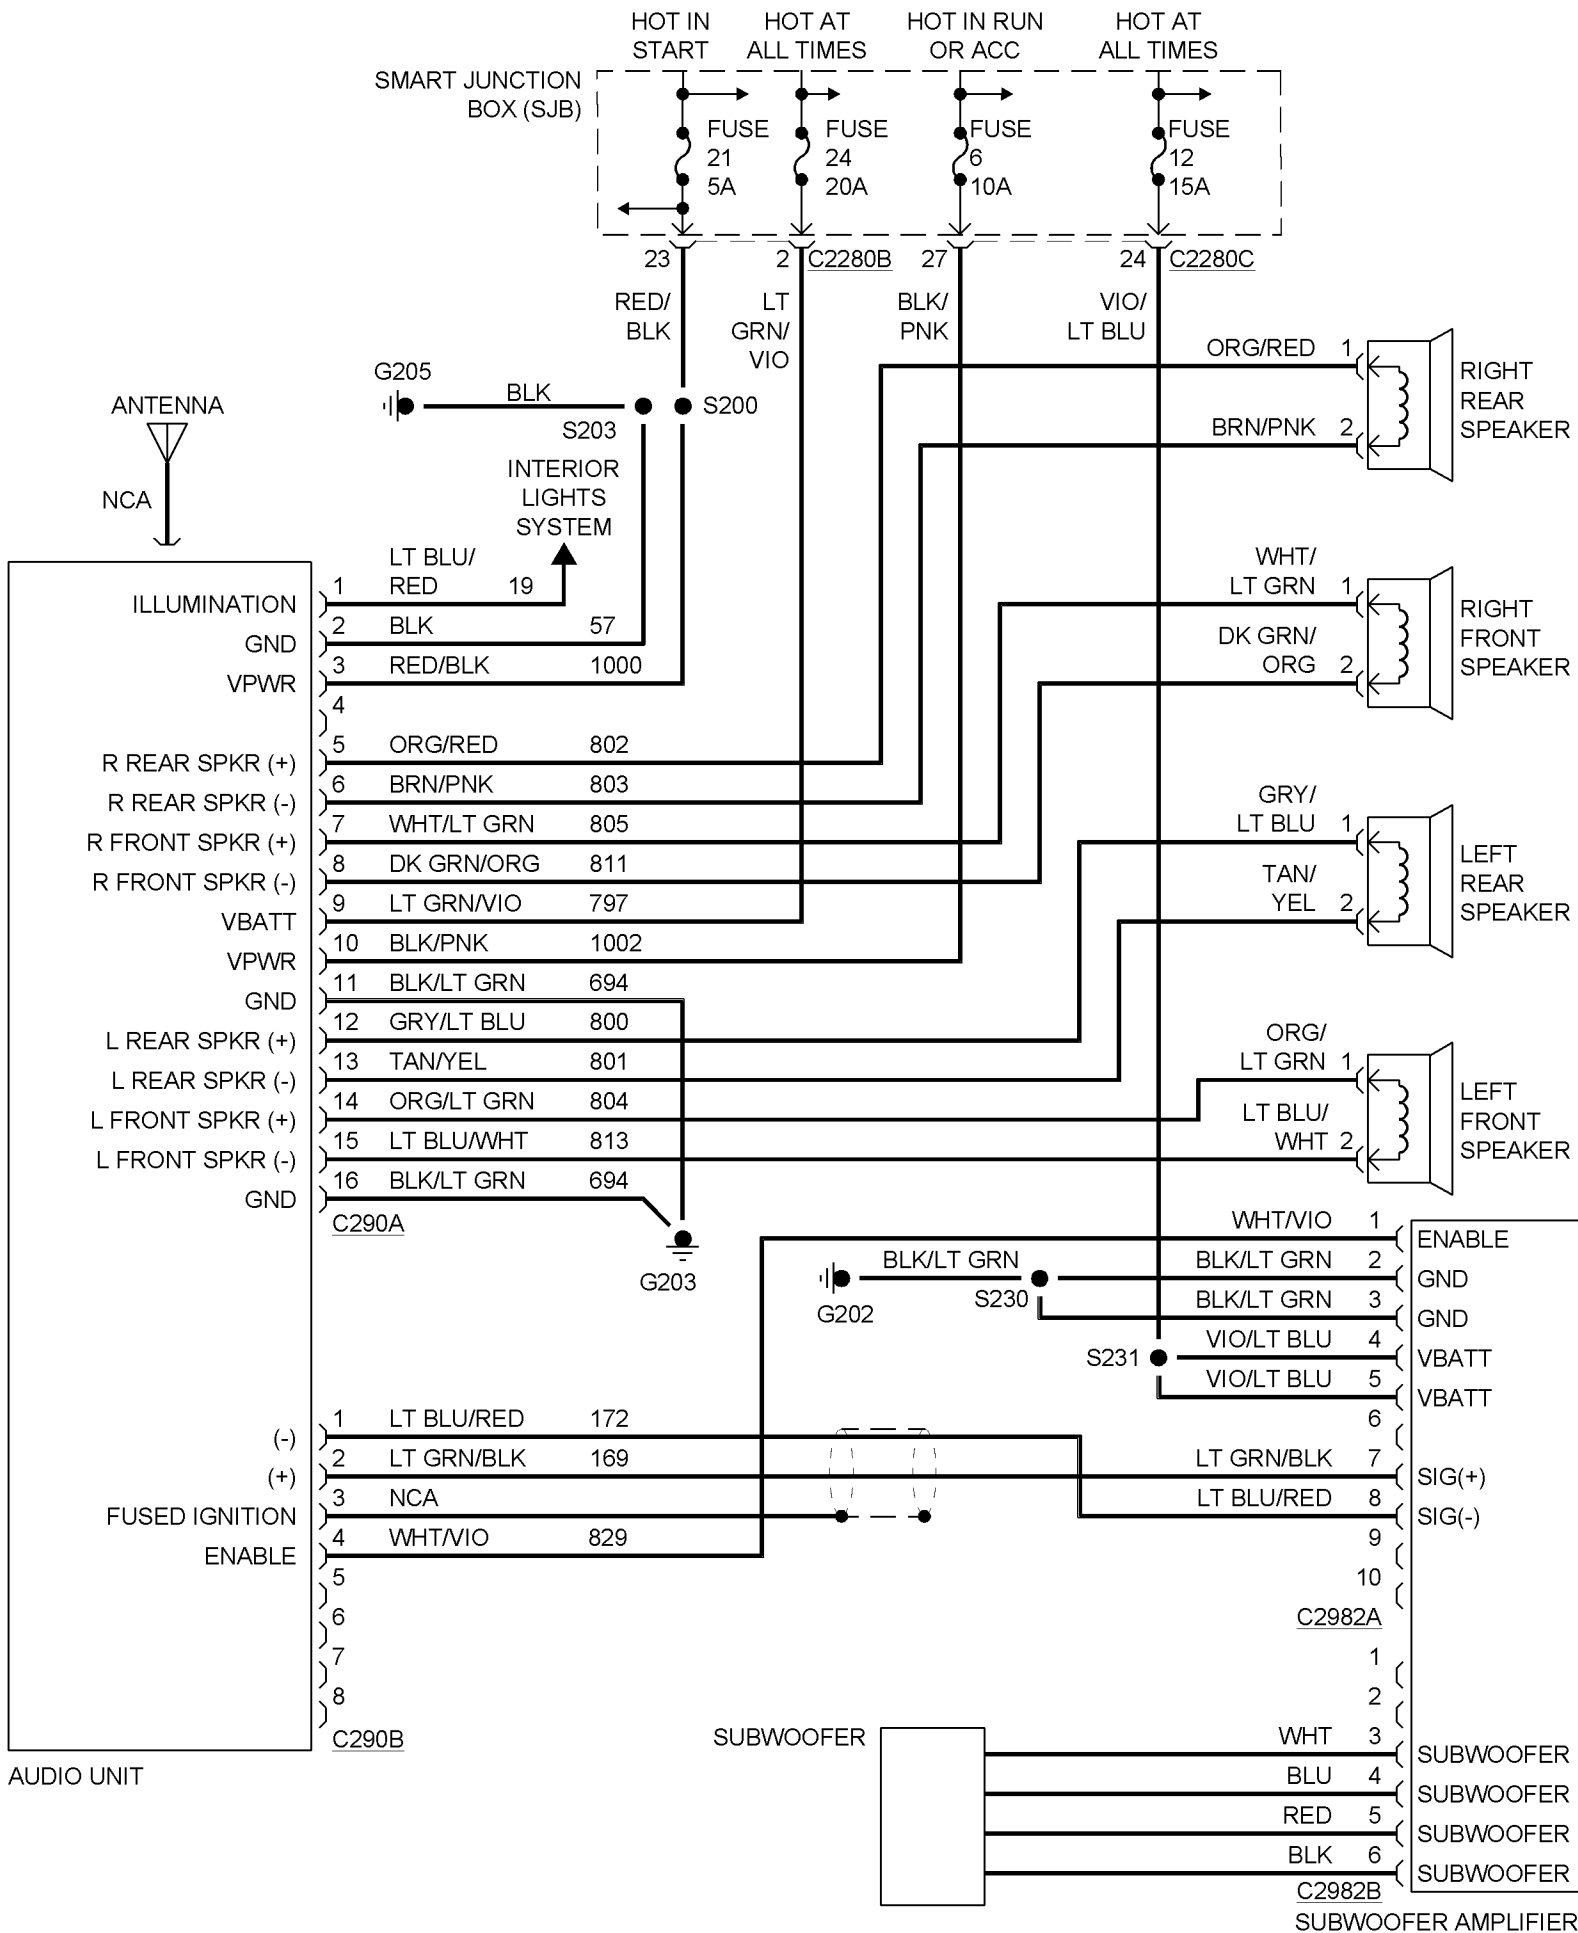 HOT IN
START
HOT AT
ALL TIMES
HOT IN RUN
OR ACC
HOT AT
ALL TIMES
SMART JUNCTION
BOX (SJB)
FUSE
21
5A
FUSE
24
20A
FUSE
6
10A
FUSE
12
15A
23
2
C2280B
27
24
C2280C
RED/
BLK
LT
GRN/
VIO
BLK/
PNK
VIO/
LT BLU
ORG/RED 1
BRN/PNK 2
RIGHT
REAR
SPEAKER
G205
BLK
S203
S200
ANTENNA
NCA
INTERIOR
LIGHTS
SYSTEM
WHT/
LT GRN 1
DK GRN/
ORG 2
RIGHT
FRONT
SPEAKER
GRY/
LT BLU 1
TAN/
YEL 2
LEFT
REAR
SPEAKER
ORG/
LT GRN 1
LT BLU/
WHT 2
LEFT
FRONT
SPEAKER
LT BLU/
ILLUMINATION 1 RED 19
GND 2 BLK 57
VPWR 3 RED/BLK 1000
4
R REAR SPKR (+) 5 ORG/RED 802
R REAR SPKR (-) 6 BRN/PNK 803
R FRONT SPKR (+) 7 WHT/LT GRN 805
R FRONT SPKR (-) 8 DK GRN/ORG 811
VBATT 9 LT GRN/VIO 797
VPWR 10 BLK/PNK 1002
GND 11 BLK/LT GRN 694
L REAR SPKR (+) 12 GRY/LT BLU 800
L REAR SPKR (-) 13 TAN/YEL 801
L FRONT SPKR (+) 14 ORG/LT GRN 804
L FRONT SPKR (-) 15 LT BLU/WHT 813
GND 16 BLK/LT GRN 694
C290A
G203
(-) 1 LT BLU/RED 172
(+) 2 LT GRN/BLK 169
FUSED IGNITION 3 NCA
ENABLE 4 WHT/VIO 829
5
6
7
8
C290B
AUDIO UNIT
G202
BLK/LT GRN
S230
S231
WHT/VIO 1 ENABLE
BLK/LT GRN 2 GND
BLK/LT GRN 3 GND
VIO/LT BLU 4 VBATT
VIO/LT BLU 5 VBATT
6
LT GRN/BLK 7 SIG(+)
LT BLU/RED 8 SIG(-)
9
10
C2982A
1
2
SUBWOOFER
WHT 3 SUBWOOFER
BLU 4 SUBWOOFER
RED 5 SUBWOOFER
BLK 6 SUBWOOFER
C2982B
SUBWOOFER AMPLIFIER